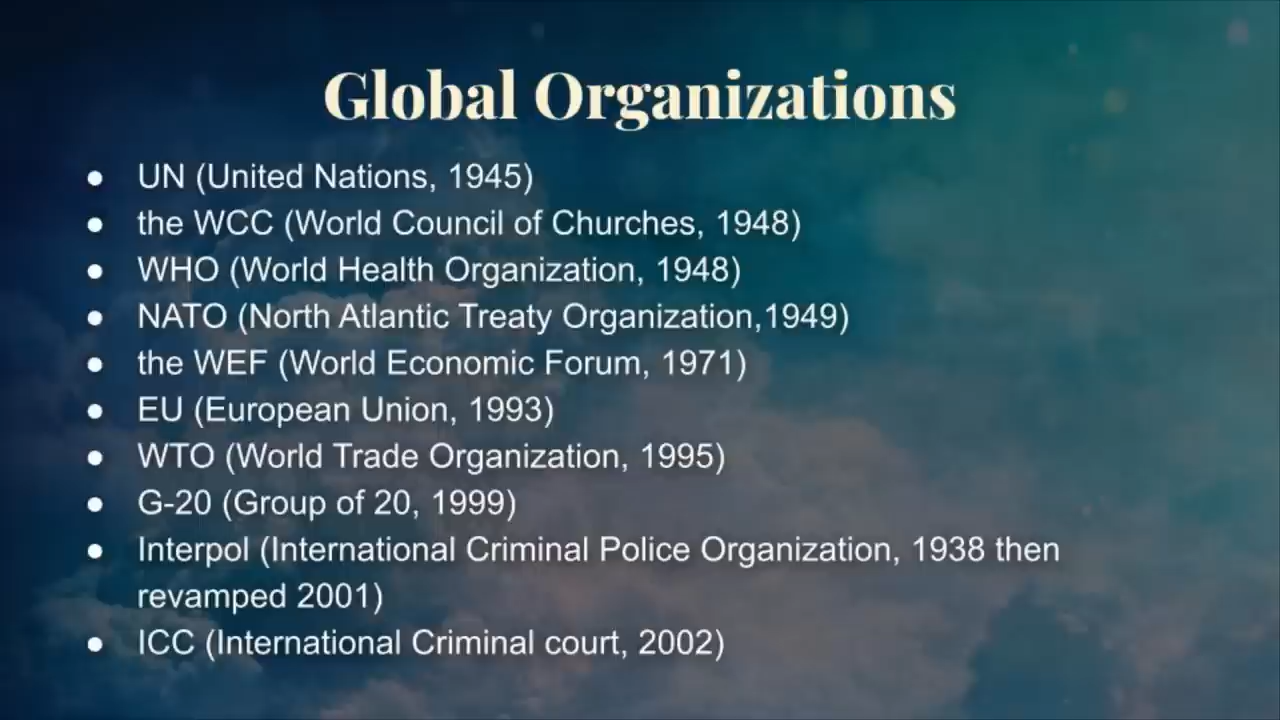 Global Organizations
● UN (United Nations, 1945)
● the WCC (World Council of Churches, 1948)
● WHO (World Health Organization, 1948)
● NATO (North Atlantic Treaty Organization,1949)
● the WEF (World Economic Forum, 1971)
● EU (European Union, 1993)
● WTO (World Trade Organization, 1995)
● G-20 (Group of 20, 1999)
● Interpol (International Criminal Police Organization, 1938 then
revamped 2001)
● ICC (International Criminal court, 2002)